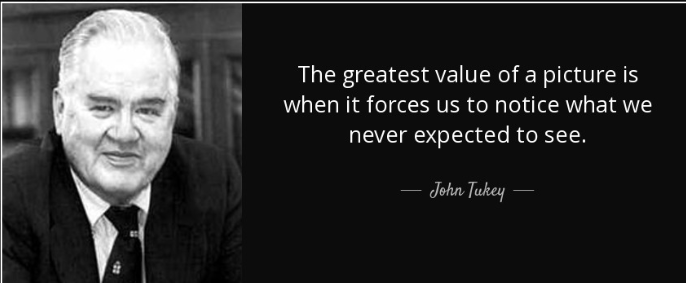 The greatest value of a picture is
when it forces us to notice what we
never expected to see.
John Tukey